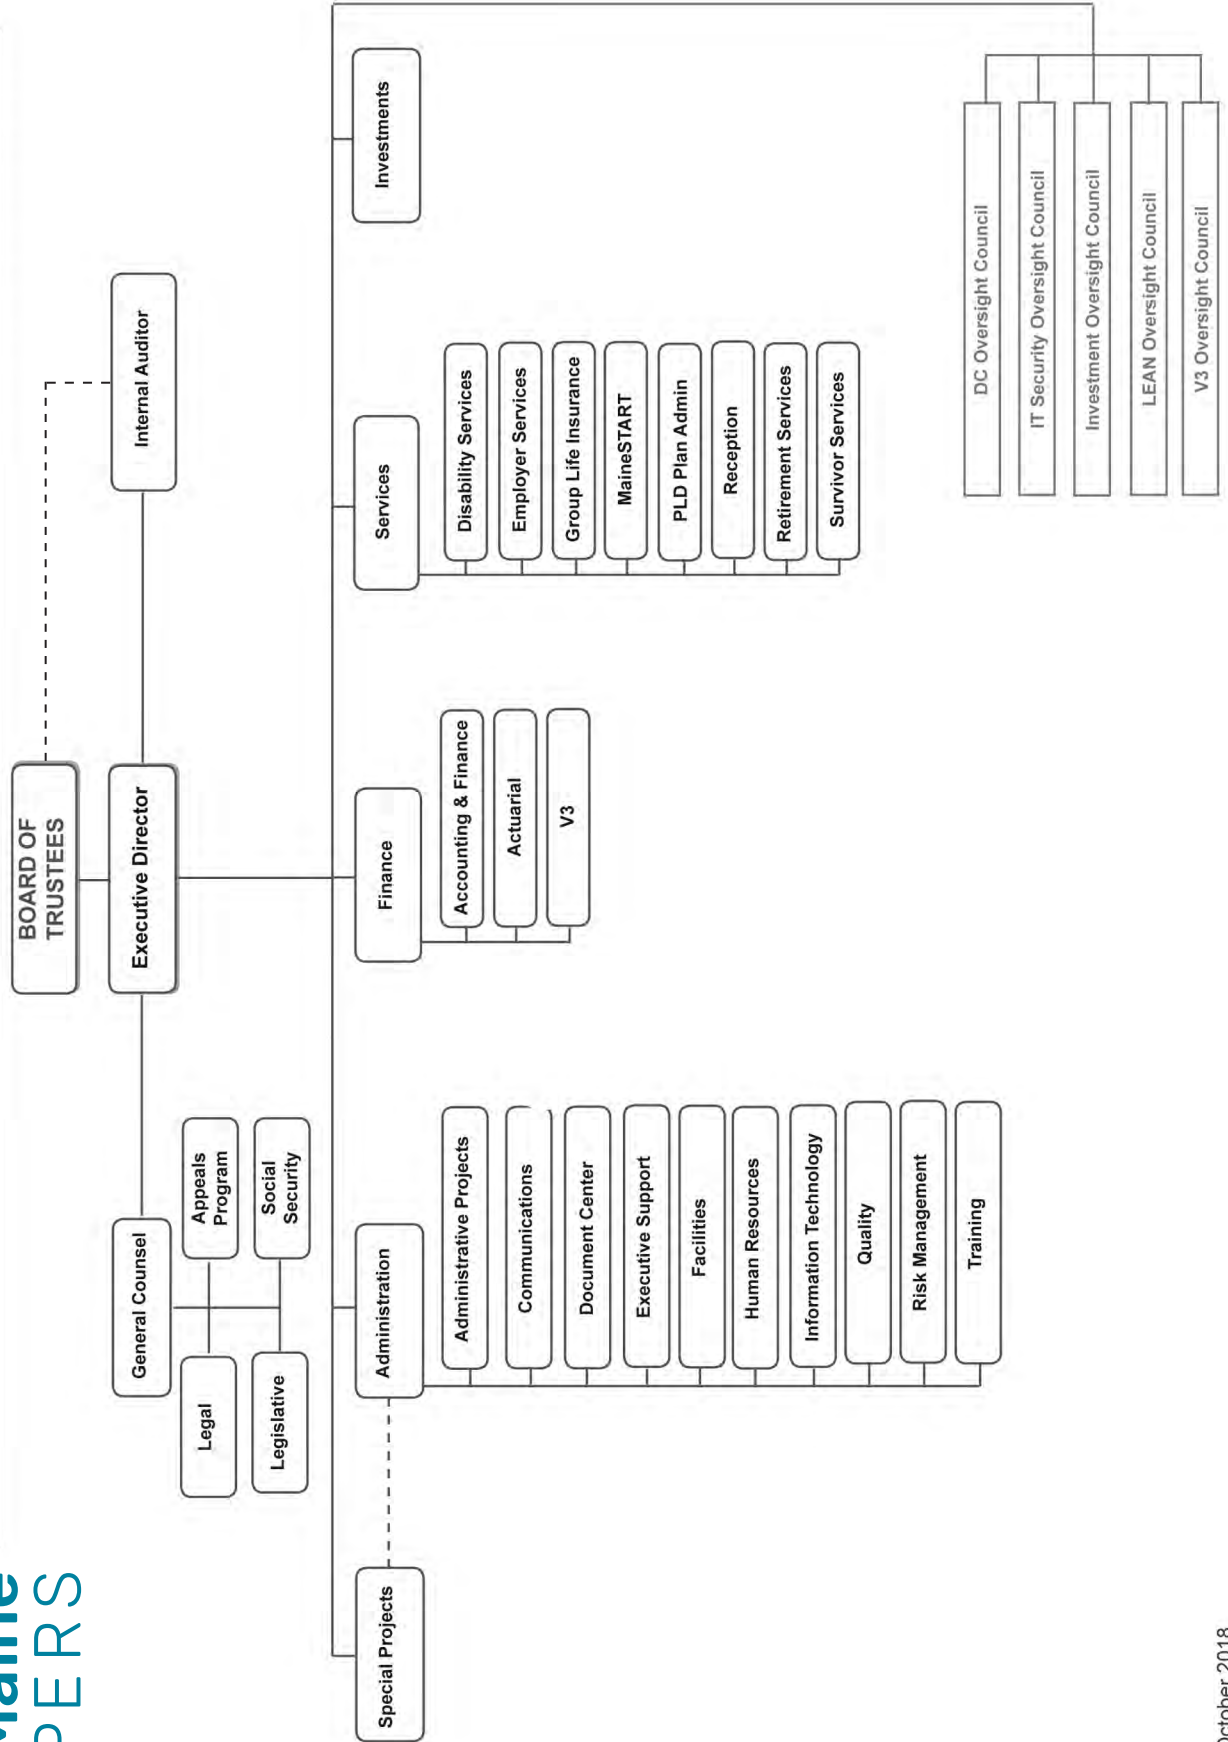 Maine
PERS
BOARD OF
TRUSTEES
Executive Director
Internal Auditor
General Counsel
Legal
Appeals
Program
Legislative
Social
Security
Special Projects
Administration
Finance
Services
Investments
Administrative Projects
Communications
Document Center
Executive Support
Facilities
Human Resources
Information Technology
Quality
Risk Management
Training
Accounting & Finance
Actuarial
V3
Disability Services
Employer Services
Group Life Insurance
MaineSTART
PLD Plan Admin
Reception
Retirement Services
Survivor Services
DC Oversight Council
IT Security Oversight Council
Investment Oversight Council
LEAN Oversight Council
V3 Oversight Council
October 2018